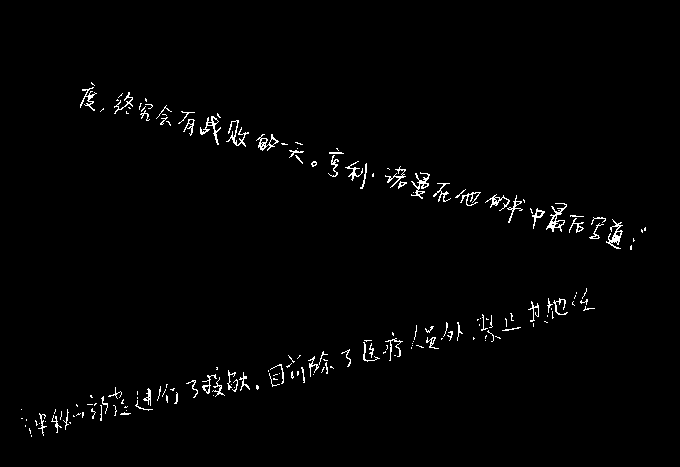 度，终究会有战败的一天。亨利·诺曼在他的书中最后写道：“
神秘病菌进行了接触。目前除了医疗人员外，禁止其他任